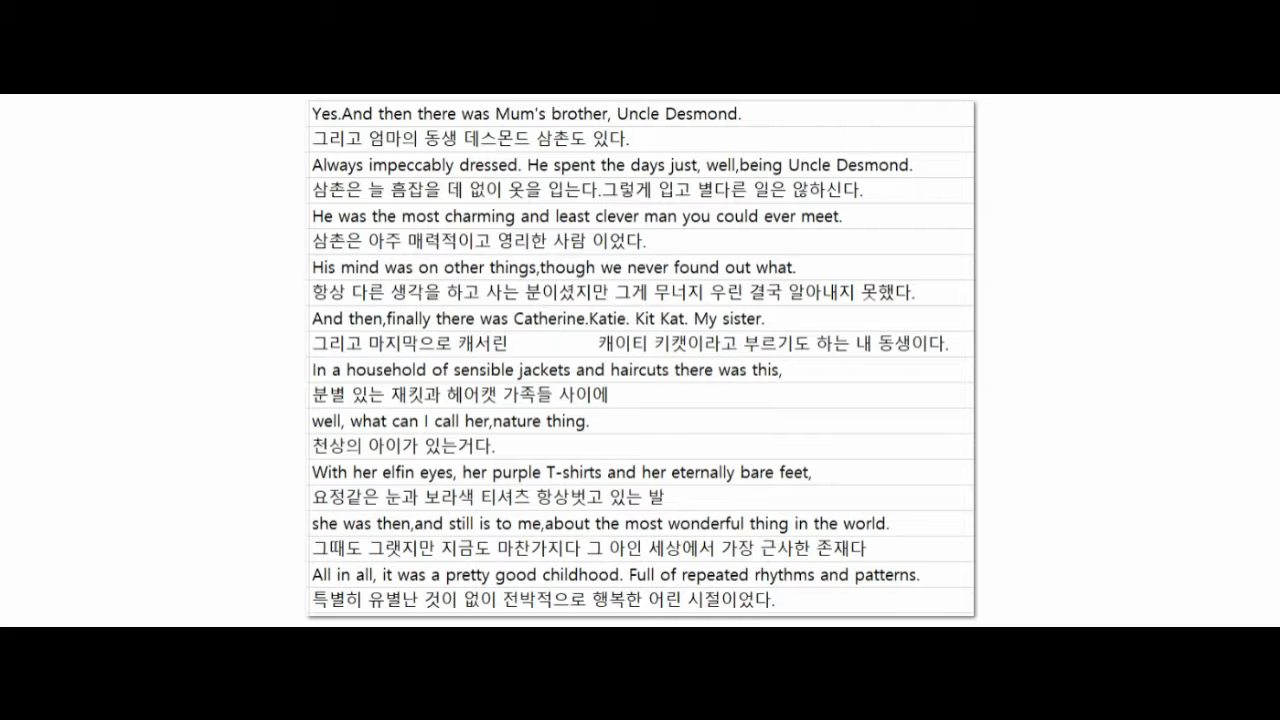 Yes.And then there was Mum's brother, Uncle Desmond.
그리고 엄마의 동생 데스몬드 삼촌도 있다.
Always impeccably dressed. He spent the days just, well,being Uncle Desmond.
삼촌은 늘 흠잡을 데 없이 옷을 입는다.그렇게 입고 별다른 일은 않하신다.
He was the most charming and least clever man you could ever meet.
삼촌은 아주 매력적이고 영리한 사람 이었다.
His mind was on other things,though we never found out what.
항상 다른 생각을 하고 사는 분이셨지만 그게 무너지 우린 결국 알아내지 못했다.
And then,finally there was Catherine.Katie. Kit Kat. My sister.
그리고 마지막으로 캐서린 캐이티 키캣이라고 부르기도 하는 내 동생이다.
In a household of sensible jackets and haircuts there was this,
분별 있는 재킷과 헤어캣 가족들 사이에
well, what can I call her,nature thing.
천상의 아이가 있는거다.
With her elfin eyes, her purple T-shirts and her eternally bare feet,
요정같은 눈과 보라색 티셔츠 항상벗고 있는 발
she was then,and still is to me,about the most wonderful thing in the world.
그때도 그랫지만 지금도 마찬가지다 그 아인 세상에서 가장 근사한 존재다
All in all, it was a pretty good childhood. Full of repeated rhythms and patterns.
특별히 유별난 것이 없이 전박적으로 행복한 어린 시절이었다.